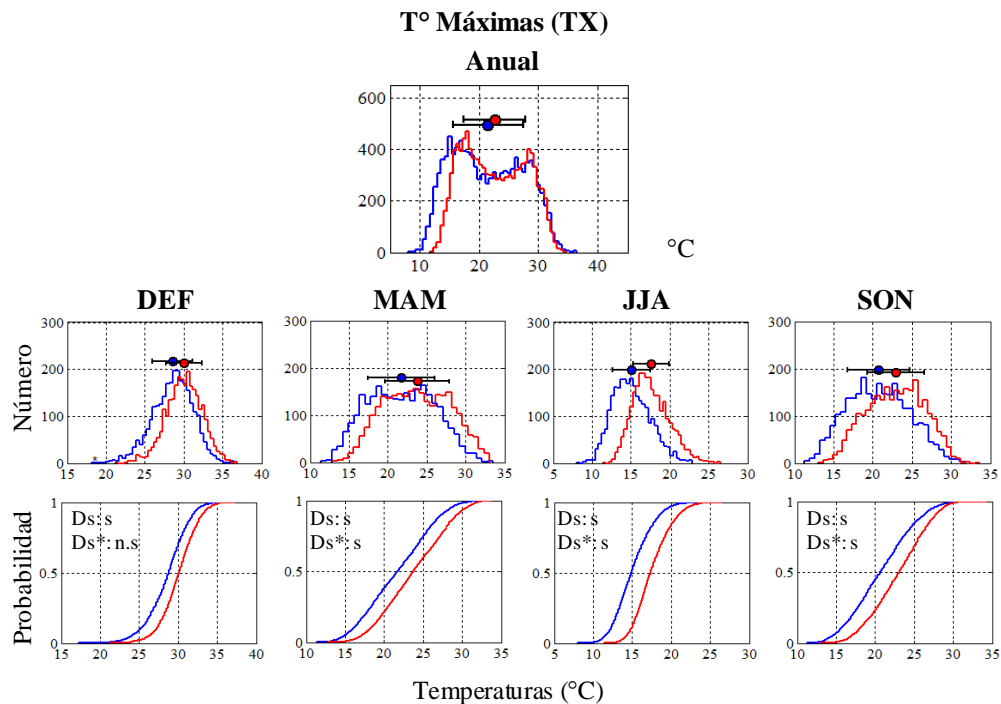 T° Máximas (TX)
Anual
600
400
200
0
10 20 30 40
°C
DEF MAM JJA SON
Número
300
200
100
0
15 20 25 30 35 40
*
300
200
100
0
10 15 20 25 30 35
300
200
100
0
5 10 15 20 25 30
300
200
100
0
10 15 20 25 30 35
Probabilidad
1
0.5
0
Ds: s
Ds*: n.s
15 20 25 30 35 40
1
0.5
0
Ds: s
Ds*: s
10 15 20 25 30 35
1
0.5
0
Ds: s
Ds*: s
5 10 15 20 25 30
1
0.5
0
Ds: s
Ds*: s
10 15 20 25 30 35
Temperaturas (°C)